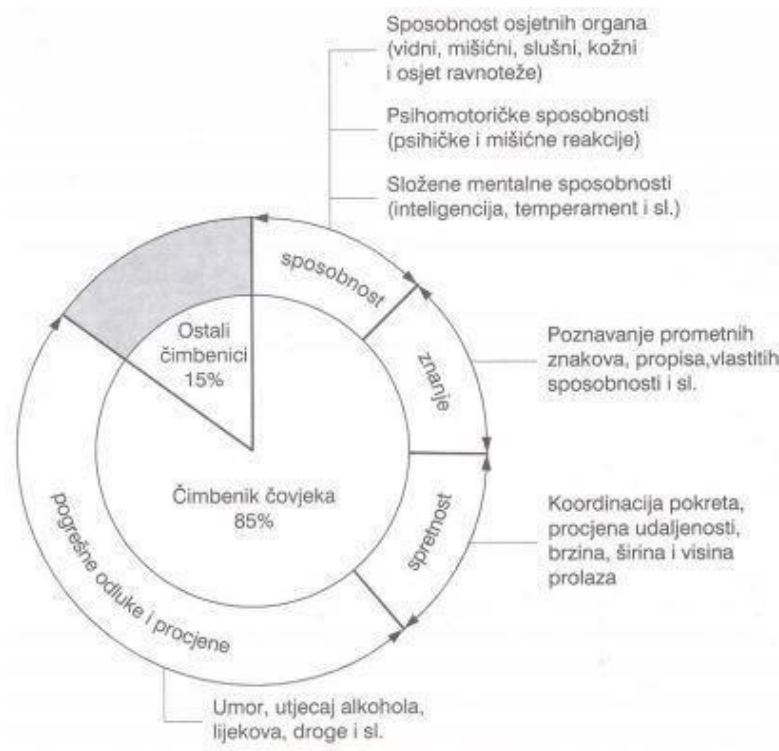 Sposobnost osjetnih organa
(vidni, mišićni, slušni, kožni
i osjet ravnoteže)
Psihomotoričke sposobnosti
(psihičke i mišićne reakcije)
Složene mentalne sposobnosti
(inteligencija, temperament i sl.)
sposobnost
Ostali
čimbenici
15%
znanje
Poznavanje prometnih
znakova, propisa,vlastitih
sposobnosti i sl.
Čimbenik čovjeka
85%
spretnost
Koordinacija pokreta,
procjena udaljenosti,
brzina, širina i visina
prolaza
pogrešne odluke i procjene
Umor, utjecaj alkohola,
lijekova, droge i sl.